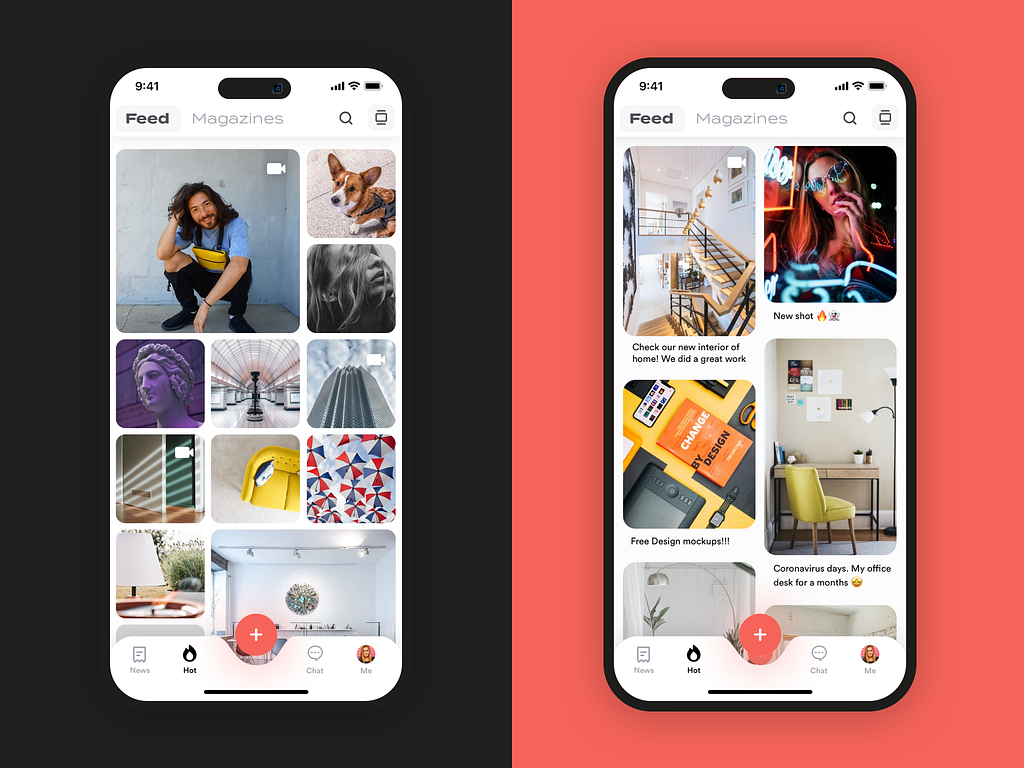 9:41
Feed Magazines
News
Hot
+
Chat
Me
9:41
Feed Magazines
New shot 🔥👻
Check our new interior of
home! We did a great work
CHANGE
BY
DESIGN
Free Design mockups!!!
Coronavirus days. My office
desk for a months 🤩
News
Hot
+
Chat
Me